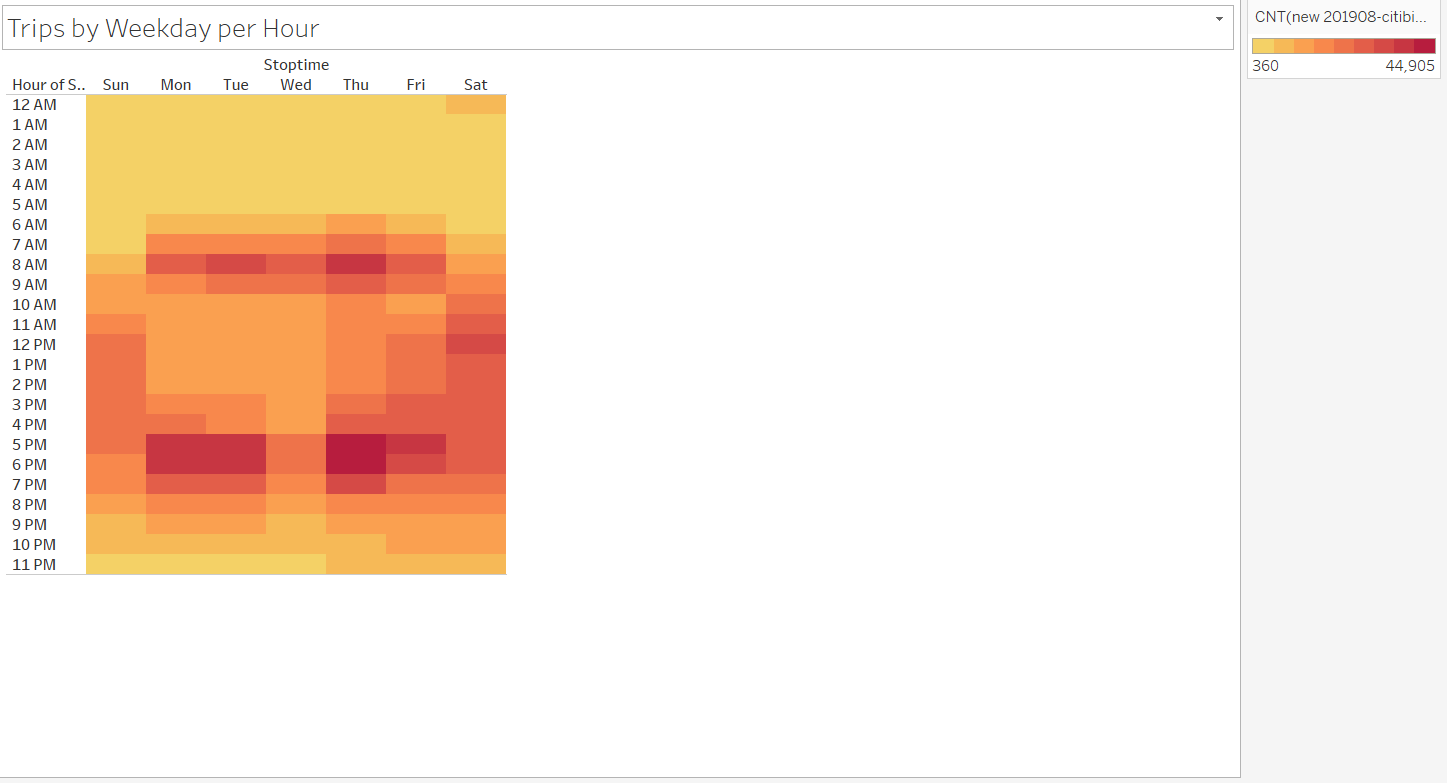 Trips by Weekday per Hour
CNT(new 201908-citibi...
360 44,905
Stoptime
Hour of S.. Sun Mon Tue Wed Thu Fri Sat
12 AM
1 AM
2 AM
3 AM
4 AM
5 AM
6 AM
7 AM
8 AM
9 AM
10 AM
11 AM
12 PM
1 PM
2 PM
3 PM
4 PM
5 PM
6 PM
7 PM
8 PM
9 PM
10 PM
11 PM